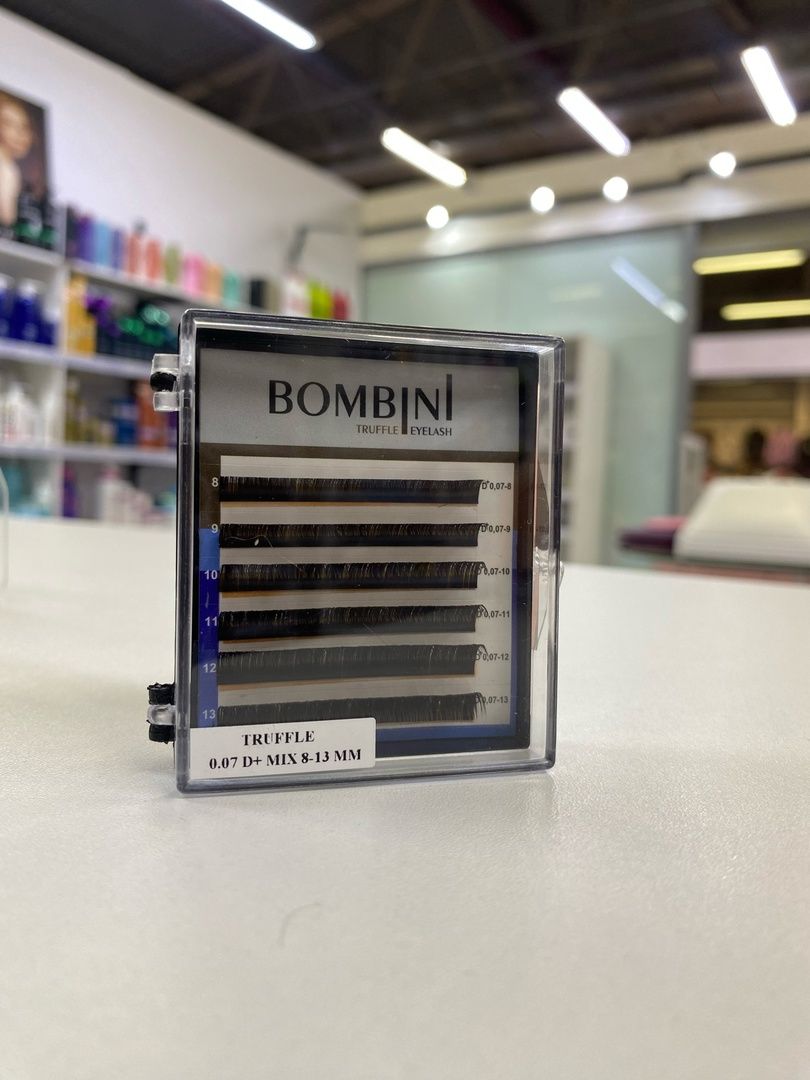 BOMBINI
TRUFFLE EYELASH
8 D 0,07-8
9 D 0,07-9
10 D 0,07-10
11 D 0,07-11
12 D 0,07-12
13 D 0,07-13
TRUFFLE
0.07 D+ MIX 8-13 MM